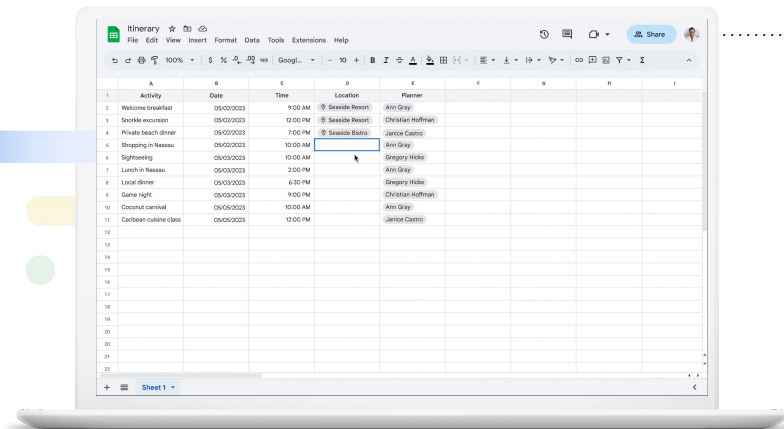 Itinerary
File Edit View Insert Format Data Tools Extensions Help
Share
100% $ % .0 .00 123 Googl... − 10 + B I A Σ
A B C D E F G H I
1 Activity Date Time Location Planner
2 Welcome breakfast 05/02/2023 9:00 AM Seaside Resort Ann Gray
3 Snorkle excursion 05/02/2023 12:00 PM Seaside Resort Christian Hoffman
4 Private beach dinner 05/02/2023 7:00 PM Seaside Bistro Janice Castro
5 Shopping in Nassau 05/02/2023 10:00 AM Ann Gray
6 Sightseeing 05/03/2023 10:00 AM Gregory Hicks
7 Lunch in Nassau 05/03/2023 2:00 PM Ann Gray
8 Local dinner 05/03/2023 6:30 PM Gregory Hicks
9 Game night 05/03/2023 9:00 PM Christian Hoffman
10 Coconut carnival 05/05/2023 10:00 AM Ann Gray
11 Caribean cuisine class 05/05/2023 12:00 PM Janice Castro
12
13
14
15
16
17
18
19
20
20
21
22
+ Sheet 1